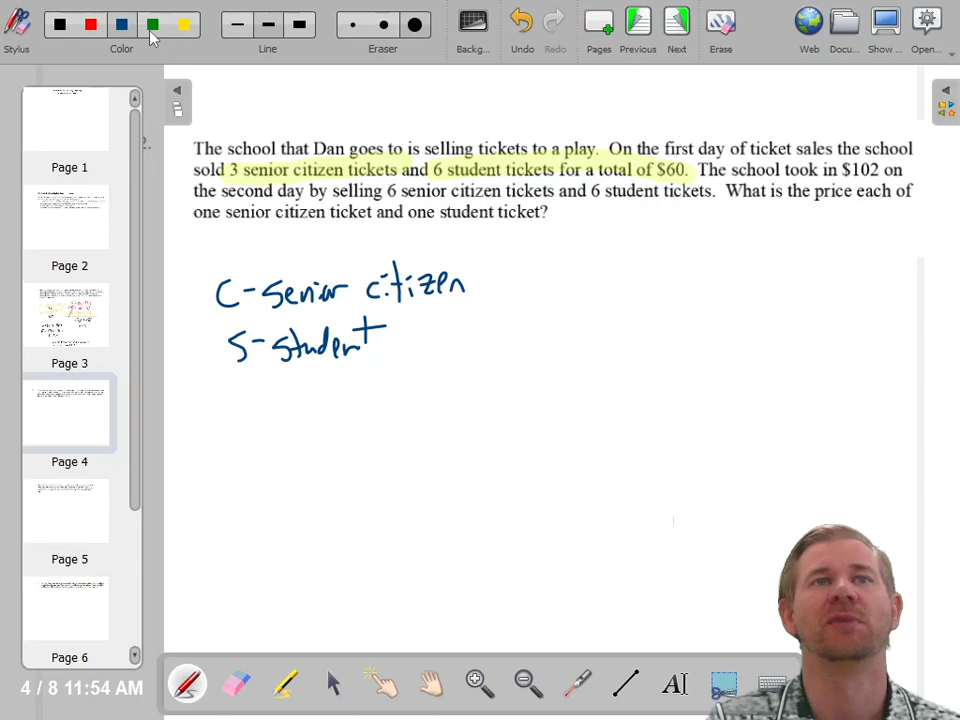 Stylus
Color
Line
Eraser
Backg...
Undo
Redo
Pages
Previous
Next
Erase
Web
Docu...
Show ...
Open...
Page 1
Page 2
Page 3
Page 4
Page 5
Page 6
4 / 8 11:54 AM
2.
The school that Dan goes to is selling tickets to a play. On the first day of ticket sales the school
sold 3 senior citizen tickets and 6 student tickets for a total of $60. The school took in $102 on
the second day by selling 6 senior citizen tickets and 6 student tickets. What is the price each of
one senior citizen ticket and one student ticket?
C-senior citizen
S-student